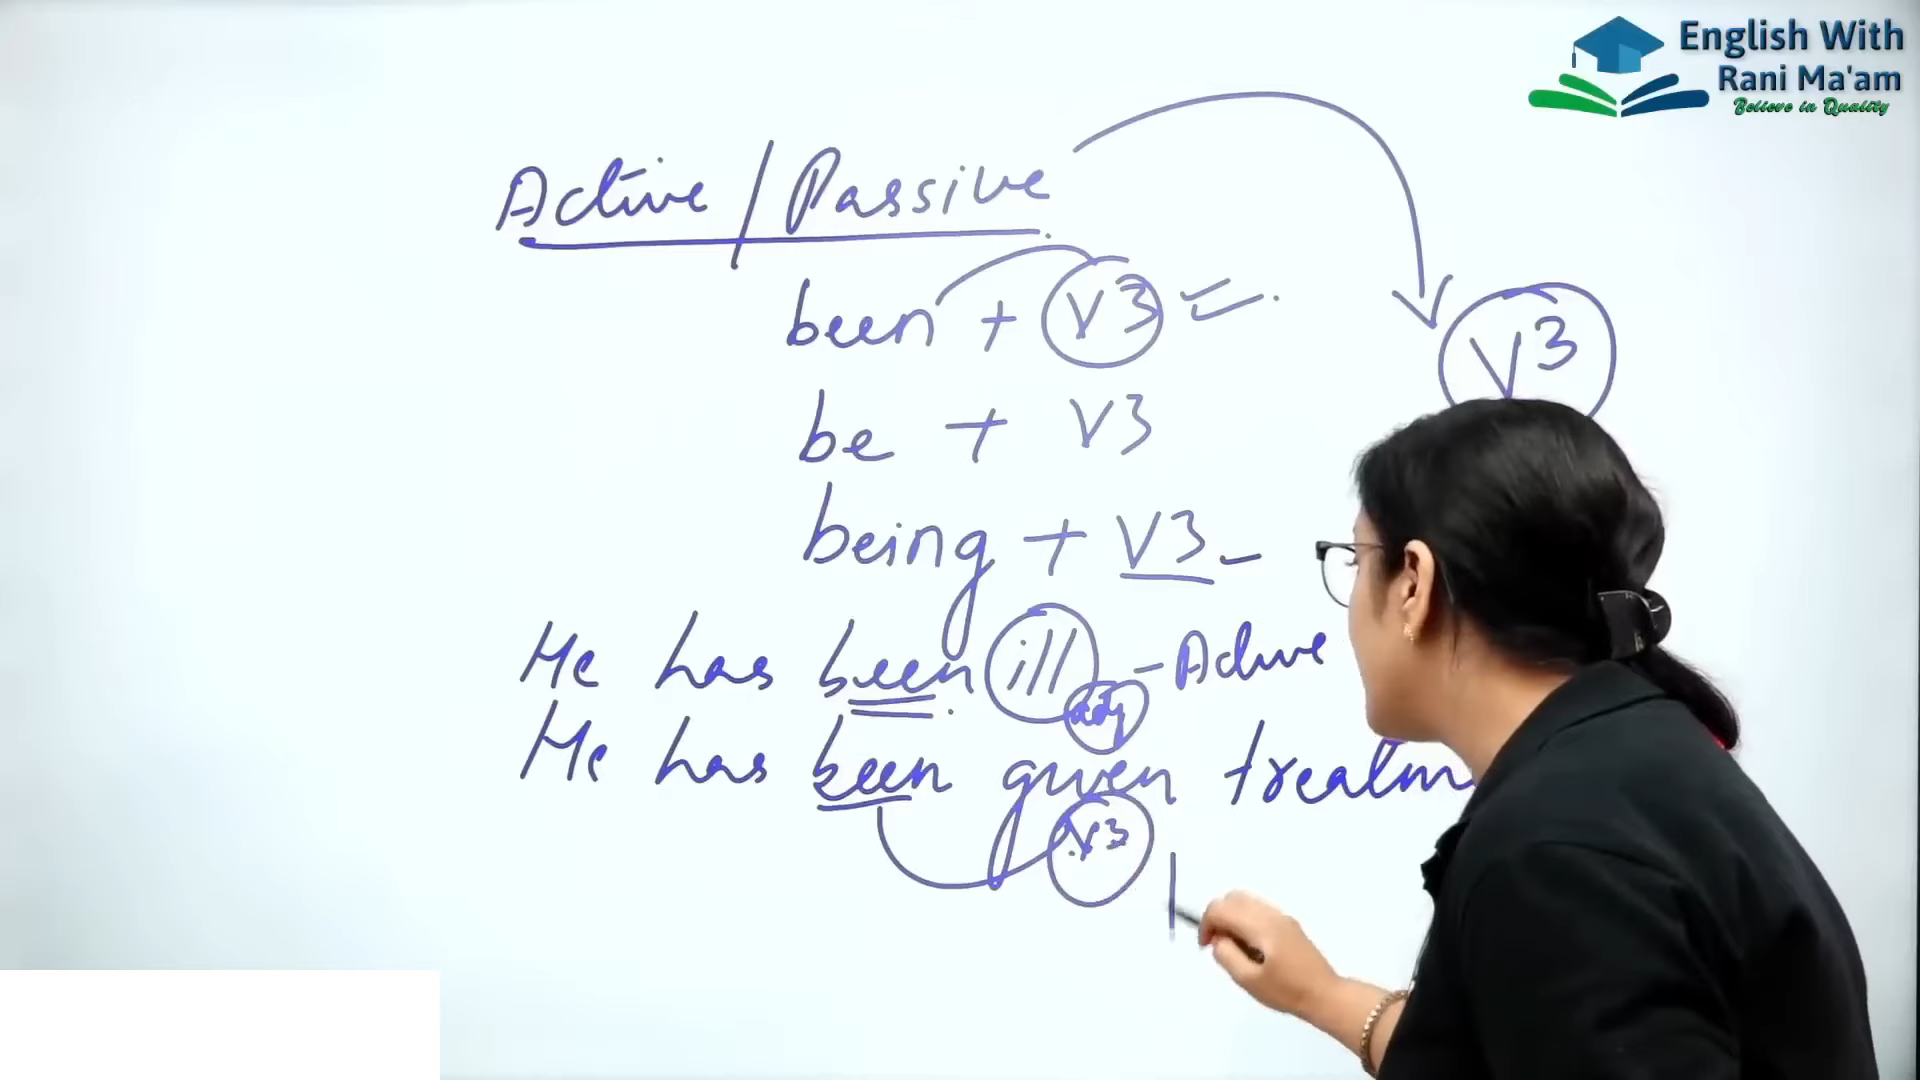 English With
Rani Ma'am
Believe in Quality
Active / Passive
been + V3
V3
be + V3
being + V3
He has been ill - Active
adj
He has been given treatm
V3